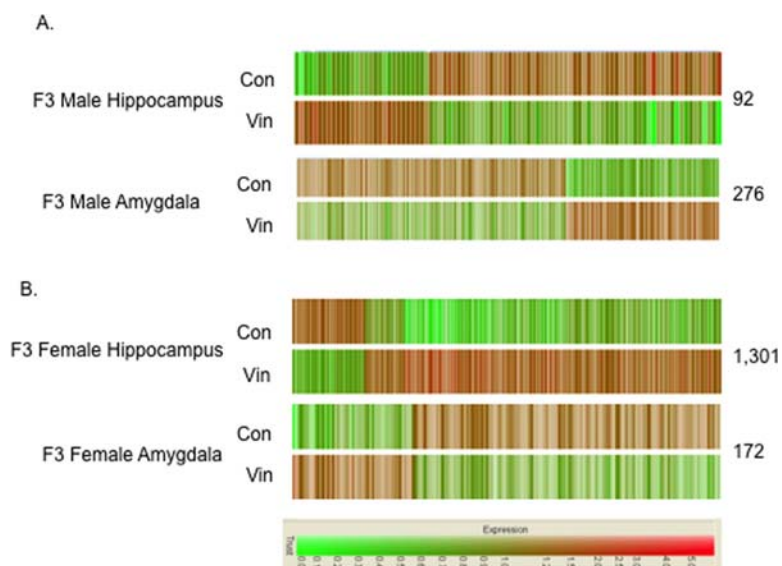 A.
Con
F3 Male Hippocampus
92
Vin
Con
F3 Male Amygdala
276
Vin
B.
Con
F3 Female Hippocampus
1,301
Vin
Con
F3 Female Amygdala
172
Vin
Expression
Trust